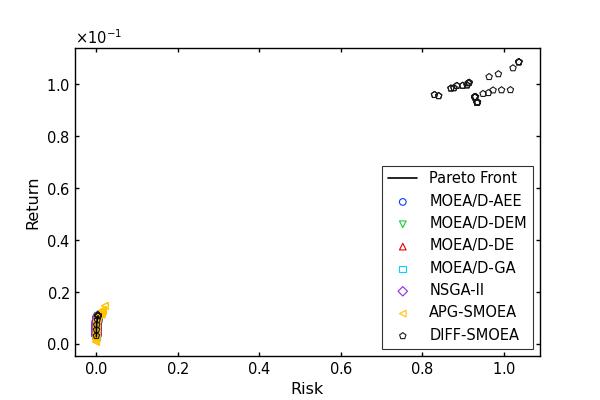 ×10⁻¹
1.0
0.8
0.6
0.4
0.2
0.0
Return
0.0 0.2 0.4 0.6 0.8 1.0
Risk
Pareto Front
MOEA/D-AEE
MOEA/D-DEM
MOEA/D-DE
MOEA/D-GA
NSGA-II
APG-SMOEA
DIFF-SMOEA